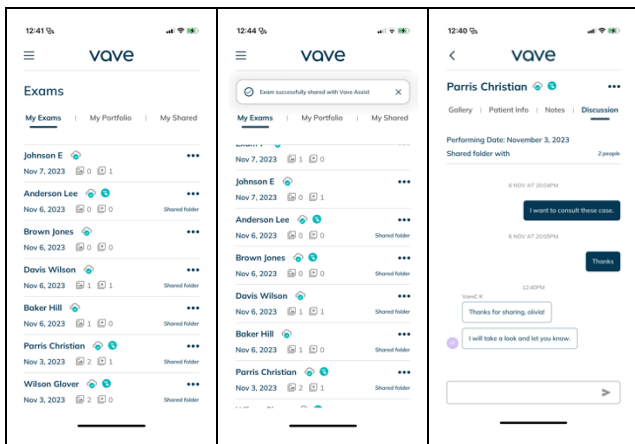 12:41
vave
Exams
My Exams | My Portfolio | My Shared
Johnson E
Nov 7, 2023 0 1
Anderson Lee
Nov 6, 2023 0 0 Shared folder
Brown Jones
Nov 6, 2023 0 0
Davis Wilson
Nov 6, 2023 1 1 Shared folder
Baker Hill
Nov 6, 2023 1 0 Shared folder
Parris Christian
Nov 3, 2023 2 1 Shared folder
Wilson Glover
Nov 3, 2023 2 0 Shared folder
12:44
vave
Exam successfully shared with Vave Assist X
My Exams | My Portfolio | My Shared
Nov 7, 2023 1 0
Johnson E
Nov 7, 2023 0 1
Anderson Lee
Nov 6, 2023 0 0 Shared folder
Brown Jones
Nov 6, 2023 0 0 Shared folder
Davis Wilson
Nov 6, 2023 1 1 Shared folder
Baker Hill
Nov 6, 2023 1 0 Shared folder
Parris Christian
Nov 3, 2023 2 1 Shared folder
12:40
vave
Parris Christian
Gallery | Patient Info | Notes | Discussion
Performing Date: November 3, 2023
Shared folder with 2 people
6 NOV AT 20:04PM
I want to consult these case.
6 NOV AT 20:05PM
Thanks
12:40PM
VamC K
Thanks for sharing, olivia!
I will take a look and let you know.